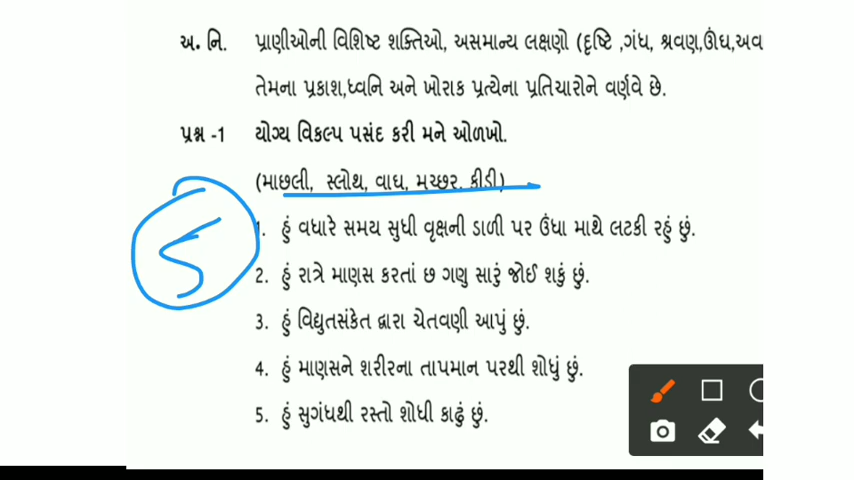 અ. નિ. પ્રાણીઓની વિશિષ્ટ શક્તિઓ, અસમાન્ય લક્ષણો (દૃષ્ટિ ,ગંધ, શ્રવણ,ઊંઘ,અવ
તેમના પ્રકાશ,ધ્વનિ અને ખોરાક પ્રત્યેના પ્રતિચારોને વર્ણવે છે.
પ્રશ્ન -1 યોગ્ય વિકલ્પ પસંદ કરી મને ઓળખો.
(માછલી, સ્લોથ, વાઘ, મચ્છર, કીડી)
1. હું વધારે સમય સુધી વૃક્ષની ડાળી પર ઉંધા માથે લટકી રહું છું.
5
2. હું રાત્રે માણસ કરતાં છ ગણુ સારું જોઈ શકું છું.
3. હું વિદ્યુતસંકેત દ્વારા ચેતવણી આપું છું.
4. હું માણસને શરીરના તાપમાન પરથી શોધું છું.
5. હું સુગંધથી રસ્તો શોધી કાઢું છું.